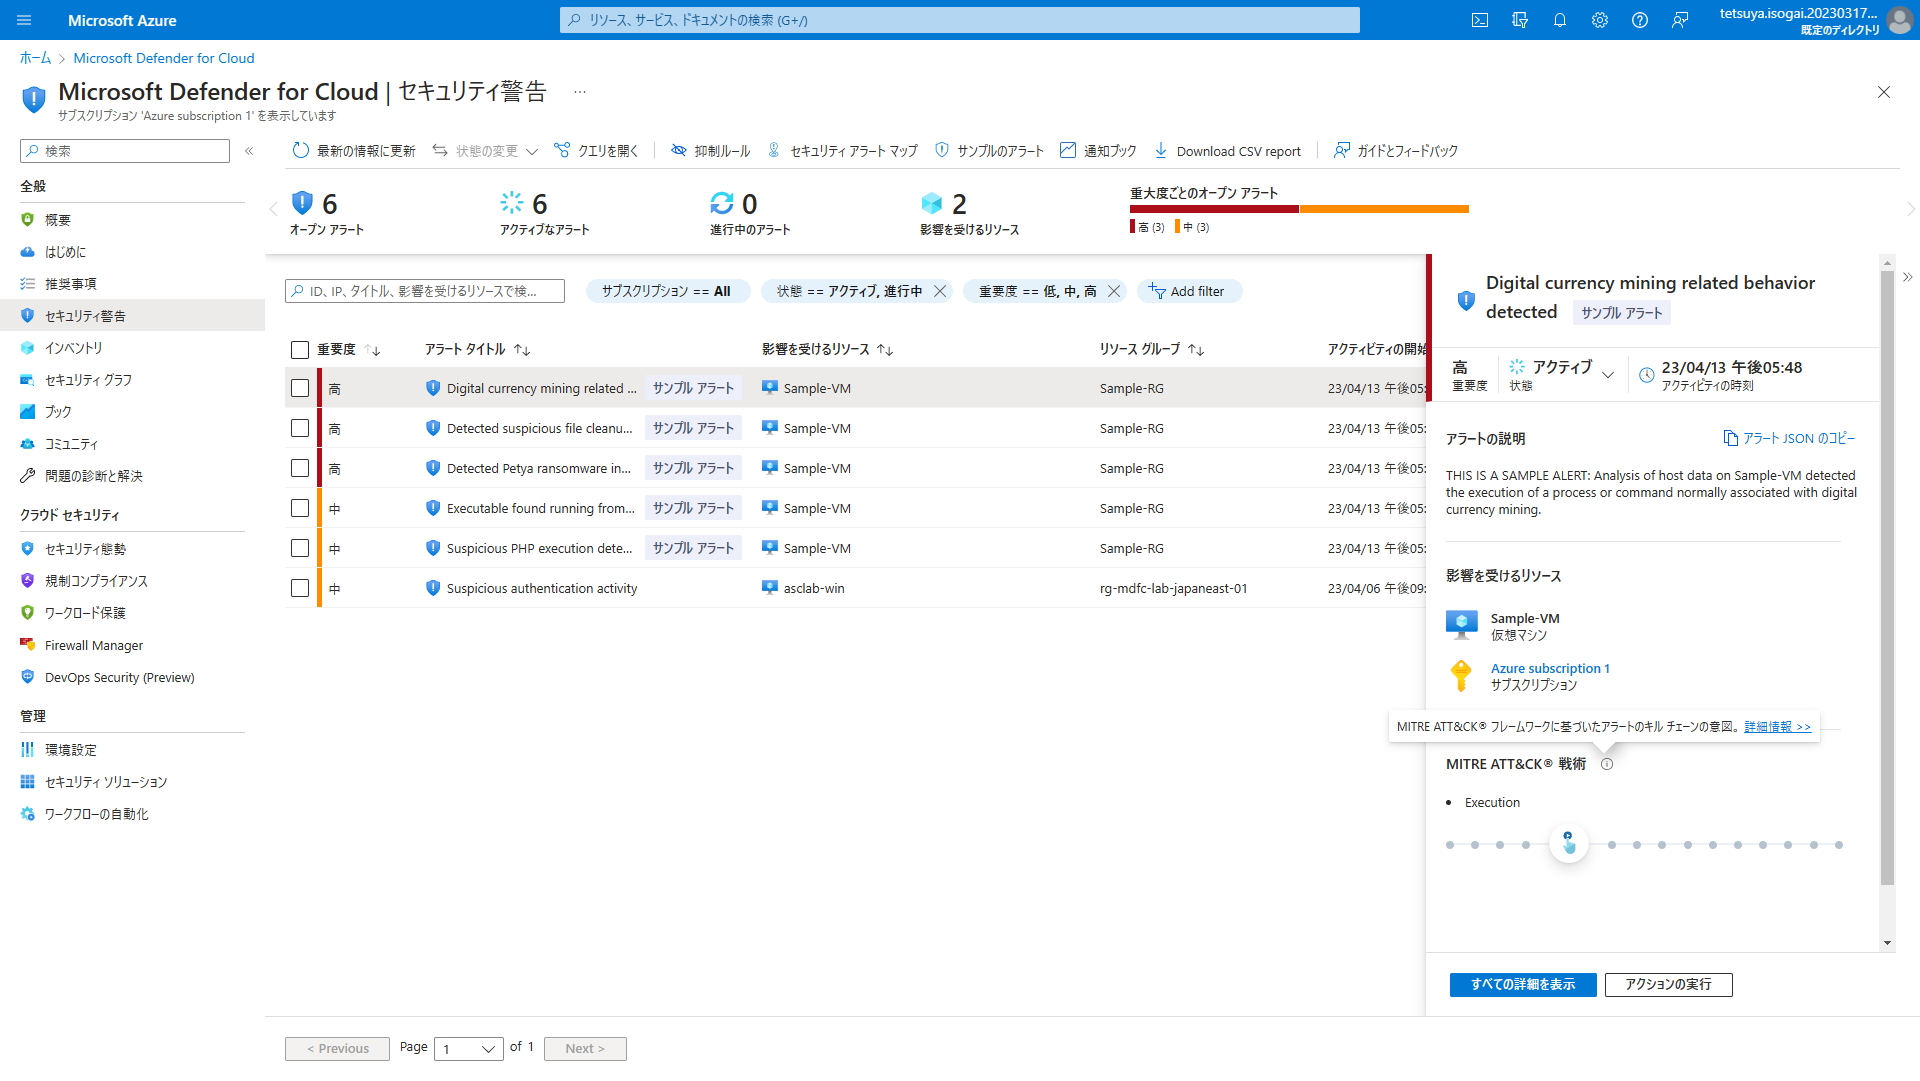 Microsoft Azure
リソース、サービス、ドキュメントの検索 (G+/)
tetsuya.isogai.20230317...
既定のディレクトリ
ホーム > Microsoft Defender for Cloud
Microsoft Defender for Cloud | セキュリティ警告 ...
サブスクリプション 'Azure subscription 1' を表示しています
検索
«
全般
概要
はじめに
推奨事項
セキュリティ警告
インベントリ
セキュリティ グラフ
ブック
コミュニティ
問題の診断と解決
クラウド セキュリティ
セキュリティ態勢
規制コンプライアンス
ワークロード保護
Firewall Manager
DevOps Security (Preview)
管理
環境設定
セキュリティ ソリューション
ワークフローの自動化
最新の情報に更新 状態の変更 クエリを開く 抑制ルール セキュリティ アラート マップ サンプルのアラート 通知ブック Download CSV report ガイドとフィードバック
6
オープン アラート
6
アクティブなアラート
0
進行中のアラート
2
影響を受けるリソース
重大度ごとのオープン アラート
高 (3) 中 (3)
ID、IP、タイトル、影響を受けるリソースで検...
サブスクリプション == All
状態 == アクティブ, 進行中
重要度 == 低, 中, 高
Add filter
重要度 アラート タイトル 影響を受けるリソース リソース グループ アクティビティの開始
高 Digital currency mining related ... サンプル アラート Sample-VM Sample-RG 23/04/13 午後05:
高 Detected suspicious file cleanu... サンプル アラート Sample-VM Sample-RG 23/04/13 午後05:
高 Detected Petya ransomware in... サンプル アラート Sample-VM Sample-RG 23/04/13 午後05:
中 Executable found running from... サンプル アラート Sample-VM Sample-RG 23/04/13 午後05:
中 Suspicious PHP execution dete... サンプル アラート Sample-VM Sample-RG 23/04/13 午後05:
中 Suspicious authentication activity asclab-win rg-mdfc-lab-japaneast-01 23/04/06 午後09:
< Previous Page 1 of 1 Next >
»
Digital currency mining related behavior
detected サンプル アラート
高
重要度
アクティブ
状態
23/04/13 午後05:48
アクティビティの時刻
アラートの説明
アラート JSON のコピー
THIS IS A SAMPLE ALERT: Analysis of host data on Sample-VM detected
the execution of a process or command normally associated with digital
currency mining.
影響を受けるリソース
Sample-VM
仮想マシン
Azure subscription 1
サブスクリプション
MITRE ATT&CK® フレームワークに基づいたアラートのキル チェーンの意図。 詳細情報 >>
MITRE ATT&CK® 戦術
• Execution
すべての詳細を表示 アクションの実行